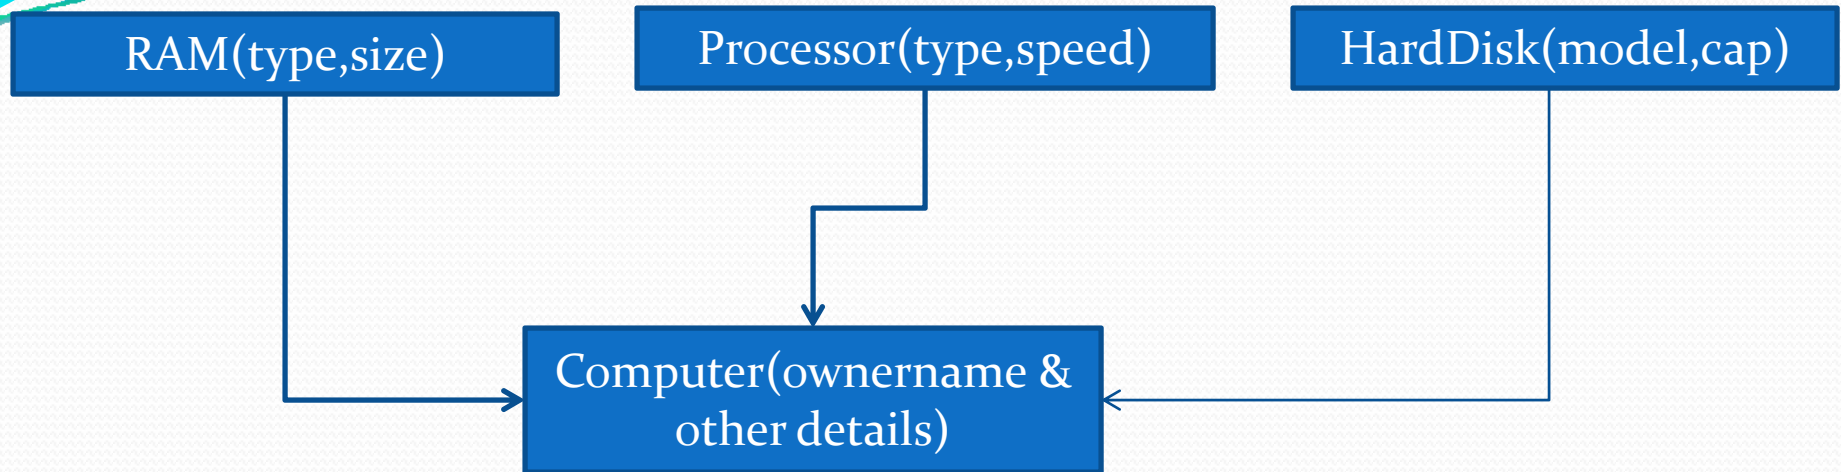 RAM(type,size)
Processor(type,speed)
HardDisk(model,cap)
Computer(ownername &
other details)